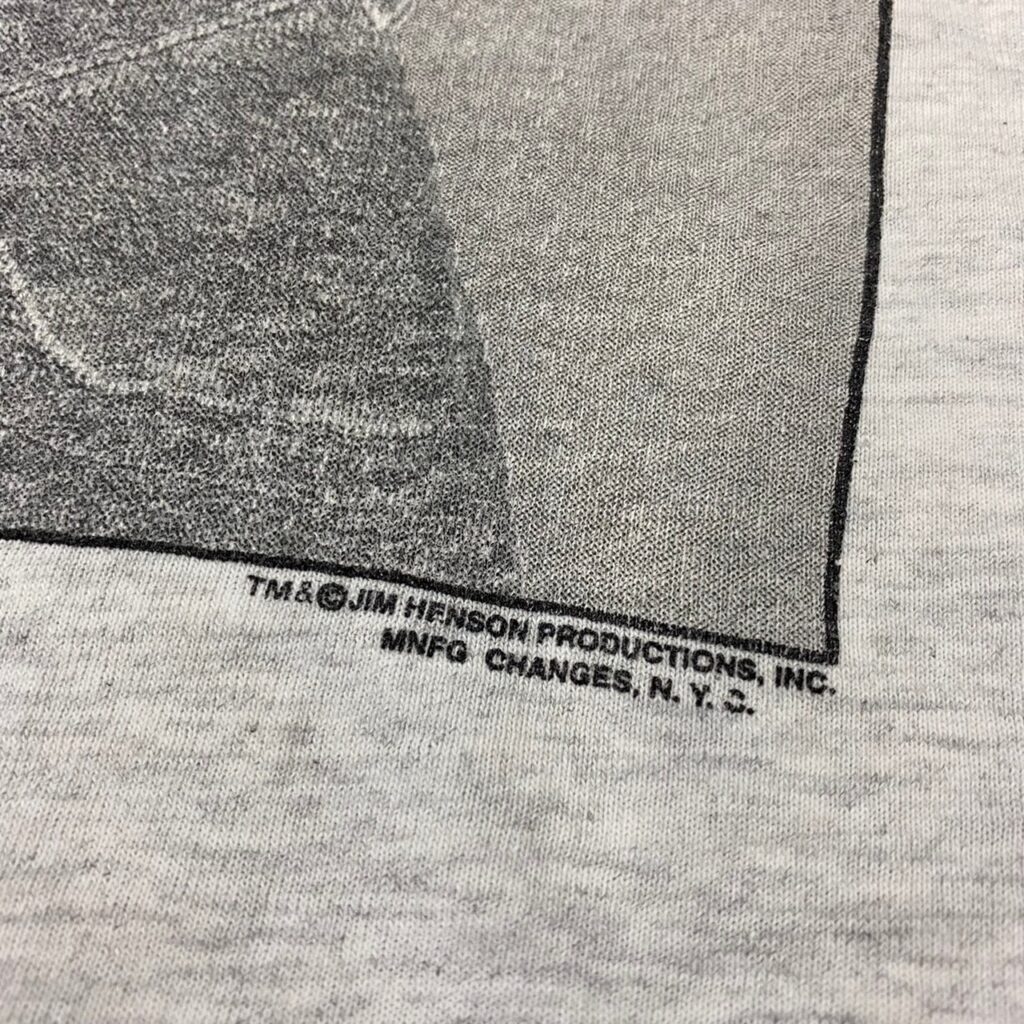 TM&©JIM HENSON PRODUCTIONS, INC.
MNFG CHANGES, N. Y. C.